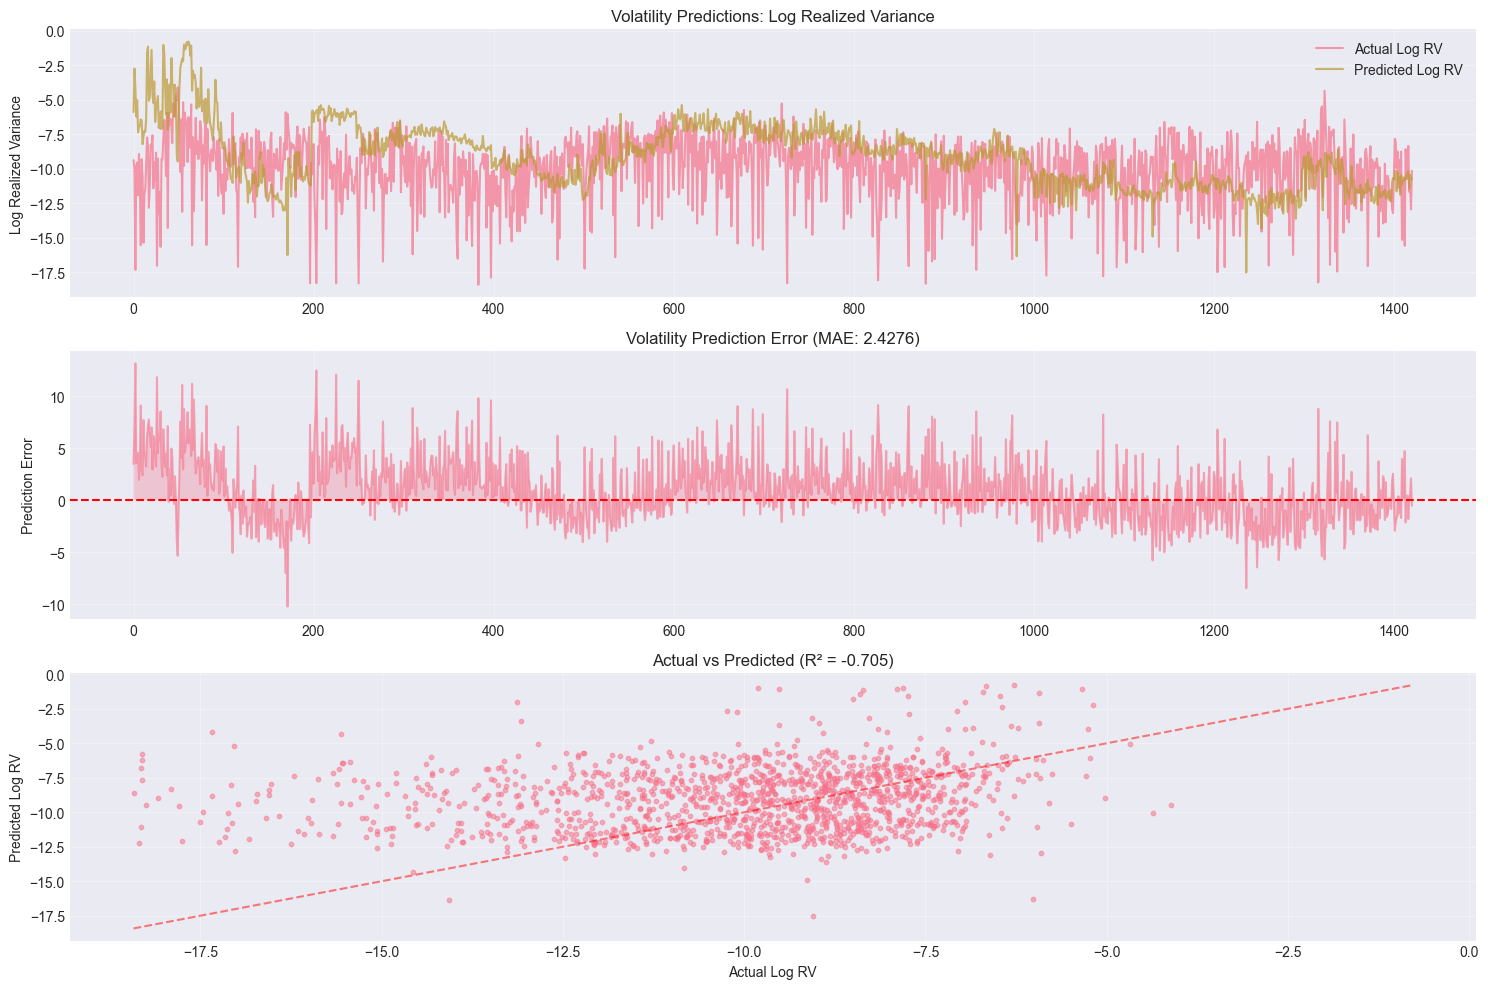 Volatility Predictions: Log Realized Variance
Log Realized Variance
0.0
−2.5
−5.0
−7.5
−10.0
−12.5
−15.0
−17.5
Actual Log RV
Predicted Log RV
0 200 400 600 800 1000 1200 1400
Volatility Prediction Error (MAE: 2.4276)
Prediction Error
10
5
0
−5
−10
0 200 400 600 800 1000 1200 1400
Actual vs Predicted (R² = -0.705)
Predicted Log RV
0.0
−2.5
−5.0
−7.5
−10.0
−12.5
−15.0
−17.5
−17.5 −15.0 −12.5 −10.0 −7.5 −5.0 −2.5 0.0
Actual Log RV